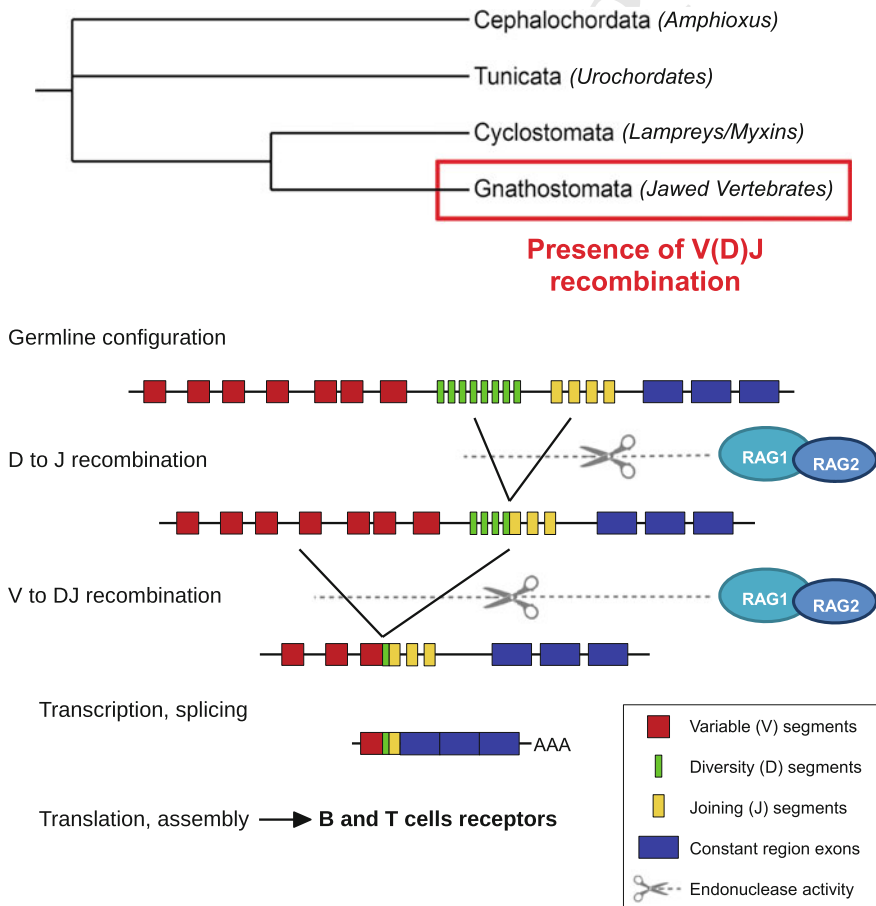 Cephalochordata (Amphioxus)
Tunicata (Urochordates)
Cyclostomata (Lampreys/Myxins)
Gnathostomata (Jawed Vertebrates)
Presence of V(D)J
recombination
Germline configuration
D to J recombination
RAG1
RAG2
V to DJ recombination
RAG1
RAG2
Transcription, splicing
AAA
Translation, assembly
B and T cells receptors
Variable (V) segments
Diversity (D) segments
Joining (J) segments
Constant region exons
Endonuclease activity